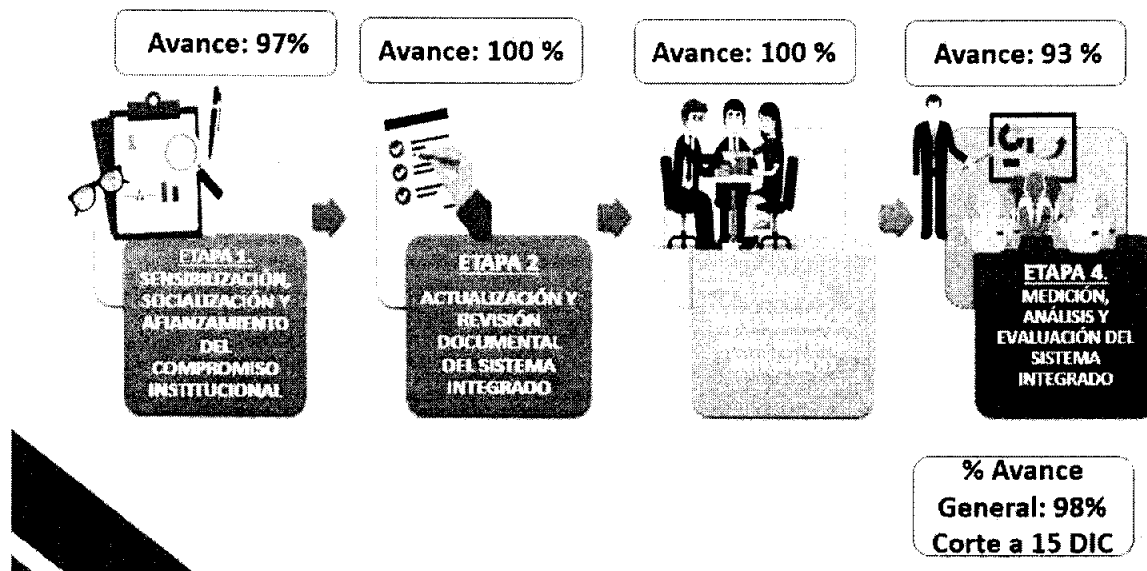 Avance: 97%
Avance: 100 %
Avance: 100 %
Avance: 93 %
ETAPA 1.
SENSIBILIZACIÓN,
SOCIALIZACIÓN Y
AFIANZAMIENTO
DEL
COMPROMISO
INSTITUCIONAL
ETAPA 2
ACTUALIZACIÓN Y
REVISIÓN
DOCUMENTAL
DEL SISTEMA
INTEGRADO
ETAPA 4.
MEDICIÓN,
ANÁLISIS Y
EVALUACIÓN DEL
SISTEMA
INTEGRADO
% Avance
General: 98%
Corte a 15 DIC